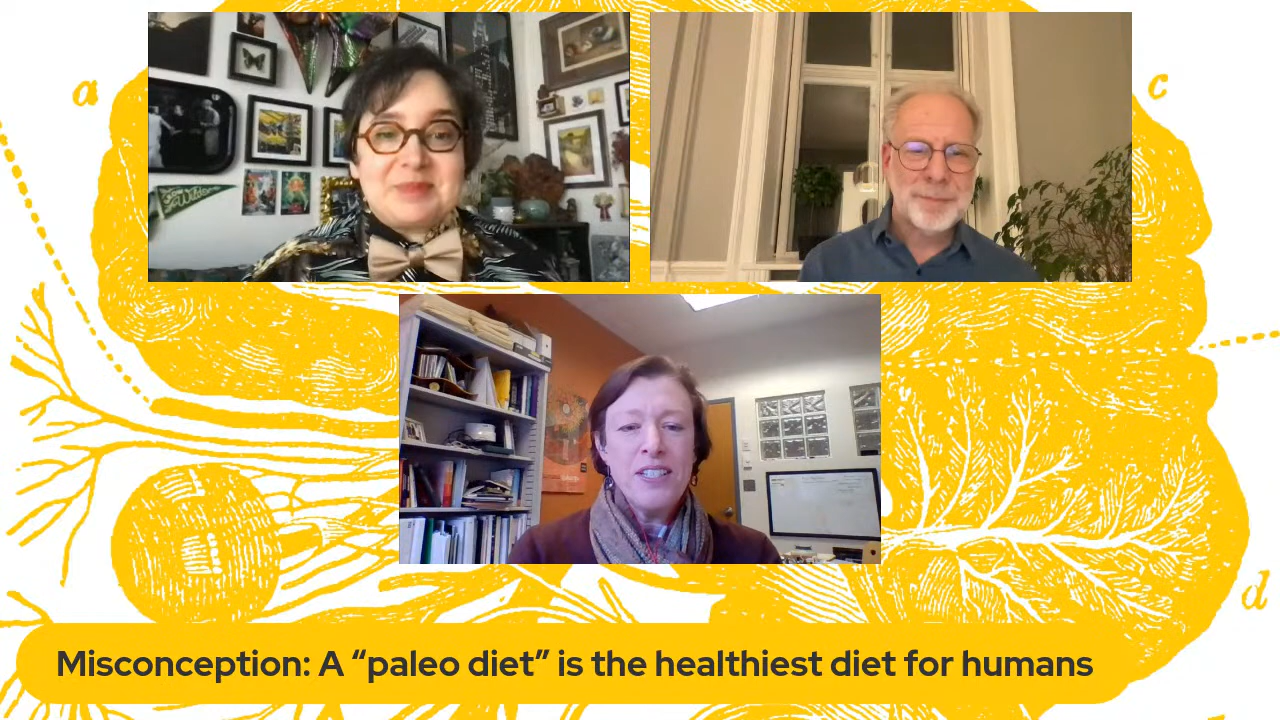 a
c
d
Misconception: A “paleo diet” is the healthiest diet for humans